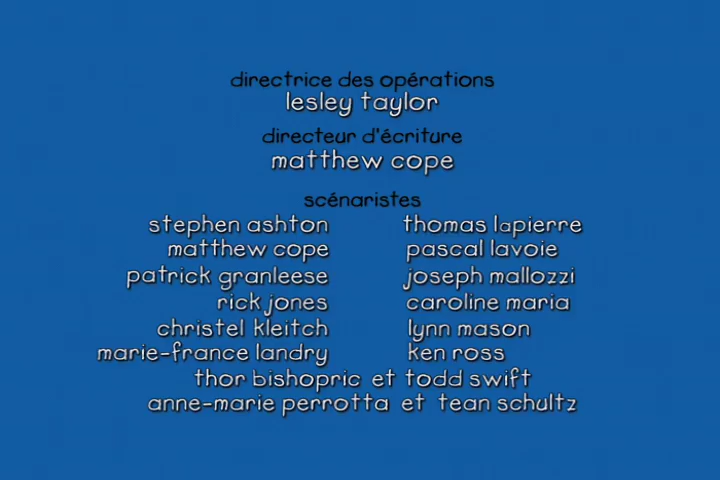 directrice des opérations
lesley taylor
directeur d'écriture
matthew cope
scénaristes
stephen ashton thomas lapierre
matthew cope pascal lavoie
patrick granleese joseph mallozzi
rick jones caroline maria
christel kleitch lynn mason
marie-france landry ken ross
thor bishopric et todd swift
anne-marie perrotta et tean schultz